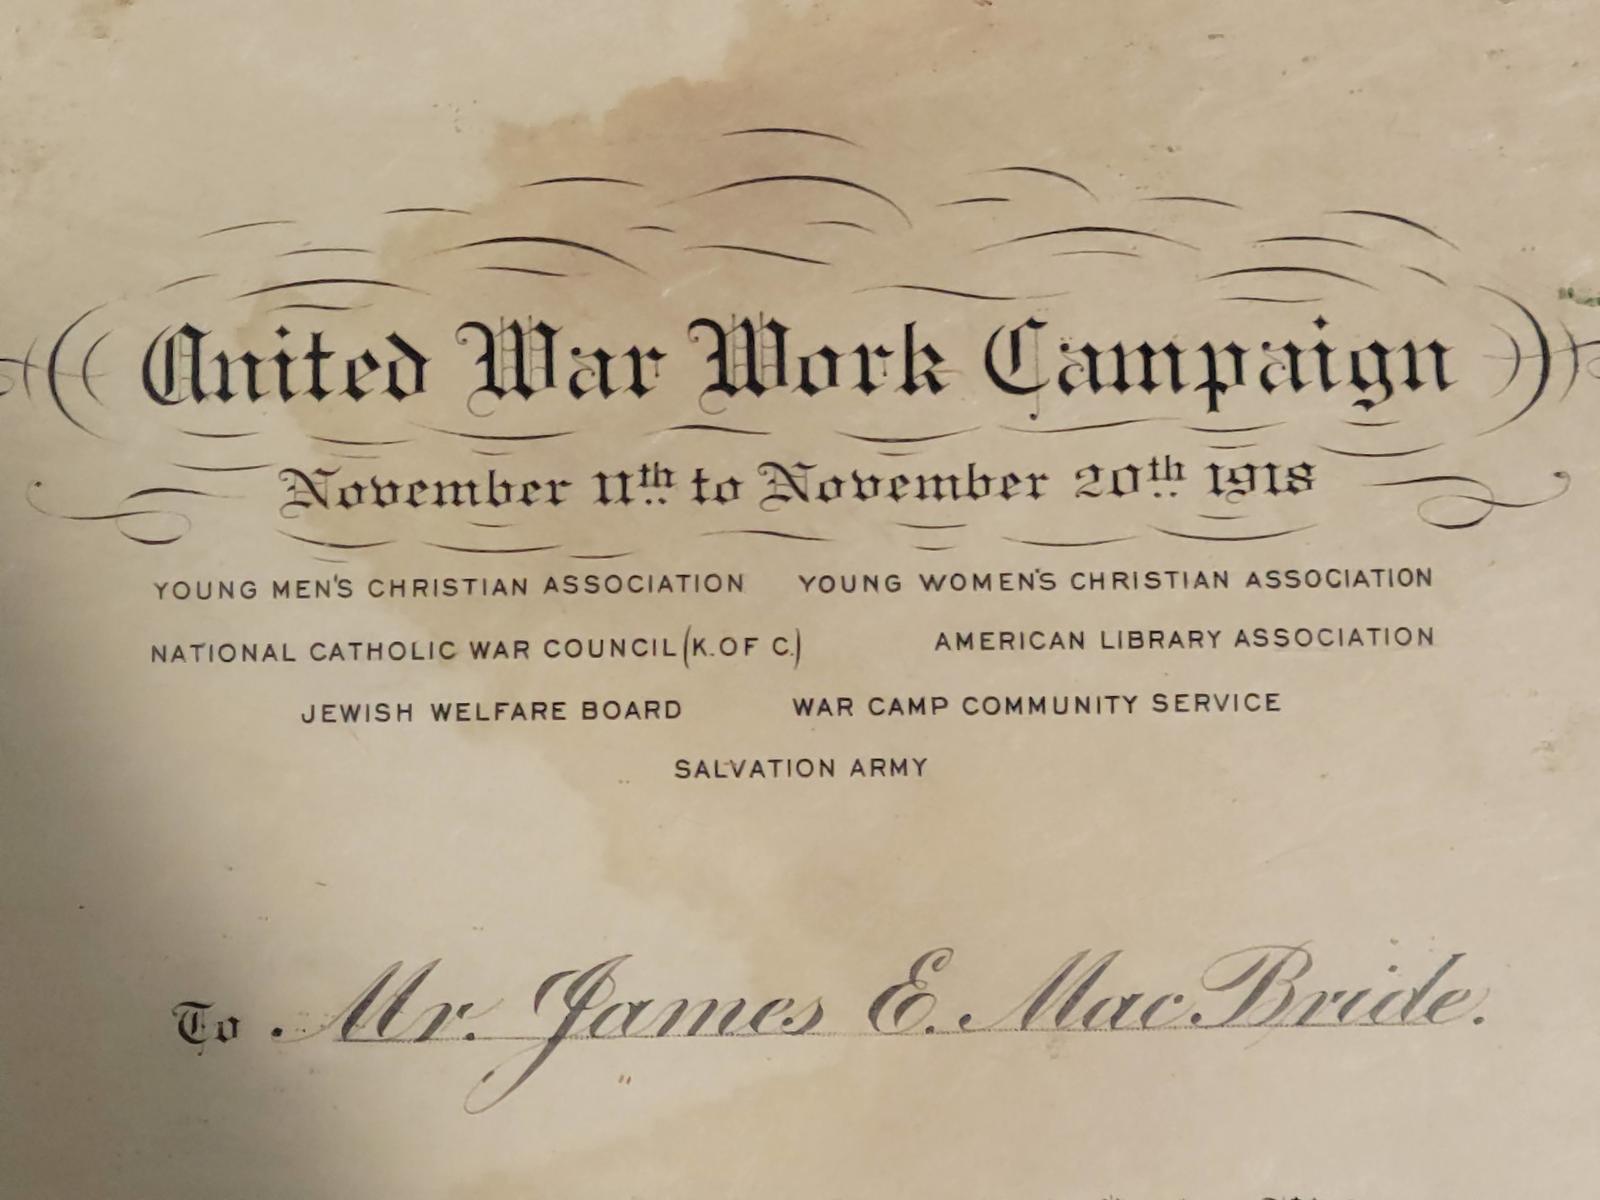 United War Work Campaign
November 11th to November 20th 1918
YOUNG MEN'S CHRISTIAN ASSOCIATION YOUNG WOMEN'S CHRISTIAN ASSOCIATION
NATIONAL CATHOLIC WAR COUNCIL (K. OF C.) AMERICAN LIBRARY ASSOCIATION
JEWISH WELFARE BOARD WAR CAMP COMMUNITY SERVICE
SALVATION ARMY
To Mr. James E. MacBride.